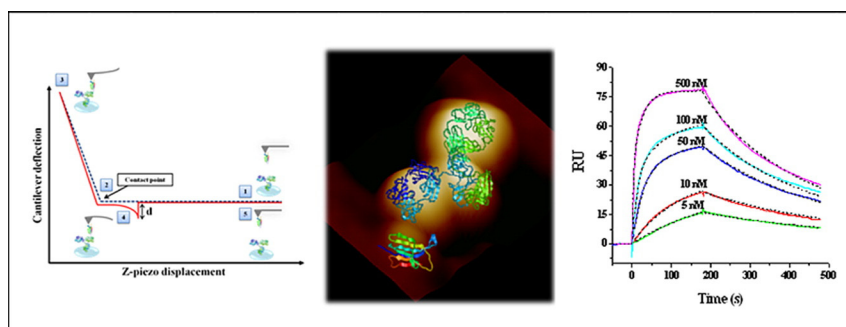 Cantilever deflection
3
2
Contact point
1
4
d
5
Z-piezo displacement
RU
90
75
60
45
30
15
0
500 nM
100 nM
50 nM
10 nM
5 nM
0 100 200 300 400 500
Time (s)